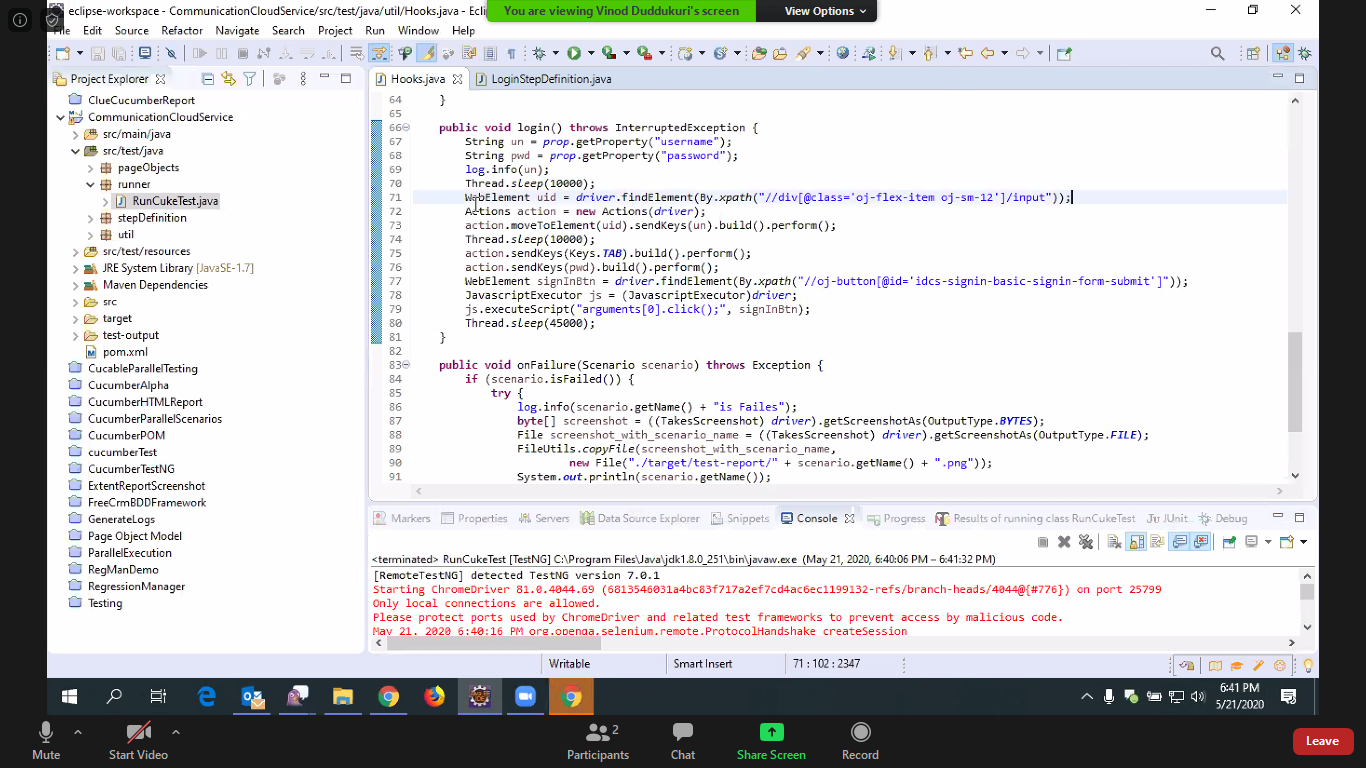 eclipse-workspace - CommunicationCloudService/src/test/java/util/Hooks.java - Ecl
You are viewing Vinod Duddukuri's screen
View Options
Edit Source Refactor Navigate Search Project Run Window Help
Project Explorer
Hooks.java
LoginStepDefinition.java
ClueCucumberReport
CommunicationCloudService
src/main/java
src/test/java
pageObjects
runner
RunCukeTest.java
stepDefinition
util
src/test/resources
JRE System Library [JavaSE-1.7]
Maven Dependencies
src
target
test-output
pom.xml
CucableParallelTesting
CucumberAlpha
CucumberHTMLReport
CucumberParallelScenarios
CucumberPOM
cucumberTest
CucumberTestNG
ExtentReportScreenshot
FreeCrmBDDFramework
GenerateLogs
Page Object Model
ParallelExecution
RegManDemo
RegressionManager
Testing
64 }
65
66 public void login() throws InterruptedException {
67 String un = prop.getProperty("username");
68 String pwd = prop.getProperty("password");
69 log.info(un);
70 Thread.sleep(10000);
71 WebElement uid = driver.findElement(By.xpath("//div[@class='oj-flex-item oj-sm-12']/input"));
72 Actions action = new Actions(driver);
73 action.moveToElement(uid).sendKeys(un).build().perform();
74 Thread.sleep(10000);
75 action.sendKeys(Keys.TAB).build().perform();
76 action.sendKeys(pwd).build().perform();
77 WebElement signInBtn = driver.findElement(By.xpath("//oj-button[@id='idcs-signin-basic-signin-form-submit']"));
78 JavascriptExecutor js = (JavascriptExecutor)driver;
79 js.executeScript("arguments[0].click();", signInBtn);
80 Thread.sleep(45000);
81 }
82
83 public void onFailure(Scenario scenario) throws Exception {
84 if (scenario.isFailed()) {
85 try {
86 log.info(scenario.getName() + "is Failes");
87 byte[] screenshot = ((TakesScreenshot) driver).getScreenshotAs(OutputType.BYTES);
88 File screenshot_with_scenario_name = ((TakesScreenshot) driver).getScreenshotAs(OutputType.FILE);
89 FileUtils.copyFile(screenshot_with_scenario_name,
90 new File("./target/test-report/" + scenario.getName() + ".png"));
91 System.out.println(scenario.getName());
Markers Properties Servers Data Source Explorer Snippets Console Progress Results of running class RunCukeTest JUnit Debug
<terminated> RunCukeTest [TestNG] C:\Program Files\Java\jdk1.8.0_251\bin\javaw.exe (May 21, 2020, 6:40:06 PM – 6:41:32 PM)
[RemoteTestNG] detected TestNG version 7.0.1
Starting ChromeDriver 81.0.4044.69 (6813546031a4bc83f717a2ef7cd4ac6ec1199132-refs/branch-heads/4044@{#776}) on port 25799
Only local connections are allowed.
Please protect ports used by ChromeDriver and related test frameworks to prevent access by malicious code.
May 21, 2020 6:40:16 PM org.openqa.selenium.remote.ProtocolHandshake createSession
Writable
Smart Insert
71 : 102 : 2347
6:41 PM
5/21/2020
Mute
Start Video
2
Participants
Chat
Share Screen
Record
Leave